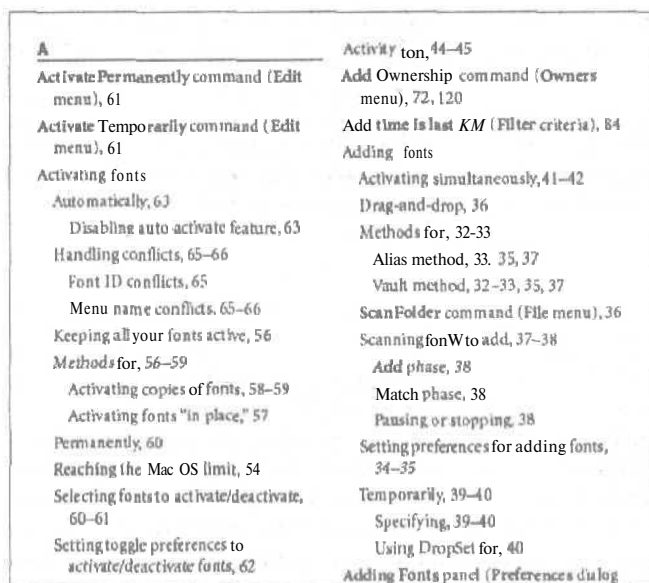 A
Activate Permanently command (Edit
menu), 61
Activate Temporarily command (Edit
menu), 61
Activating fonts
Automatically, 63
Disabling auto activate feature, 63
Handling conflicts, 65–66
Font ID conflicts, 65
Menu name conflicts, 65–66
Keeping all your fonts active, 56
Methods for, 56–59
Activating copies of fonts, 58–59
Activating fonts "in place," 57
Permanently, 60
Reaching the Mac OS limit, 54
Selecting fonts to activate/deactivate,
60–61
Setting toggle preferences to
activate/deactivate fonts, 62
Activity ton, 44–45
Add Ownership command (Owners
menu), 72, 120
Add time is last KM (Filter criteria), 84
Adding fonts
Activating simultaneously, 41–42
Drag-and-drop, 36
Methods for, 32-33
Alias method, 33. 35, 37
Vault method, 32–33, 35, 37
Scan Folder command (File menu), 36
Scanning fonW to add, 37–38
Add phase, 38
Match phase, 38
Pausing or stopping, 38
Setting preferences for adding fonts,
34–35
Temporarily, 39–40
Specifying, 39–40
Using DropSet for, 40
Adding Fonts panel (Preferences dialog